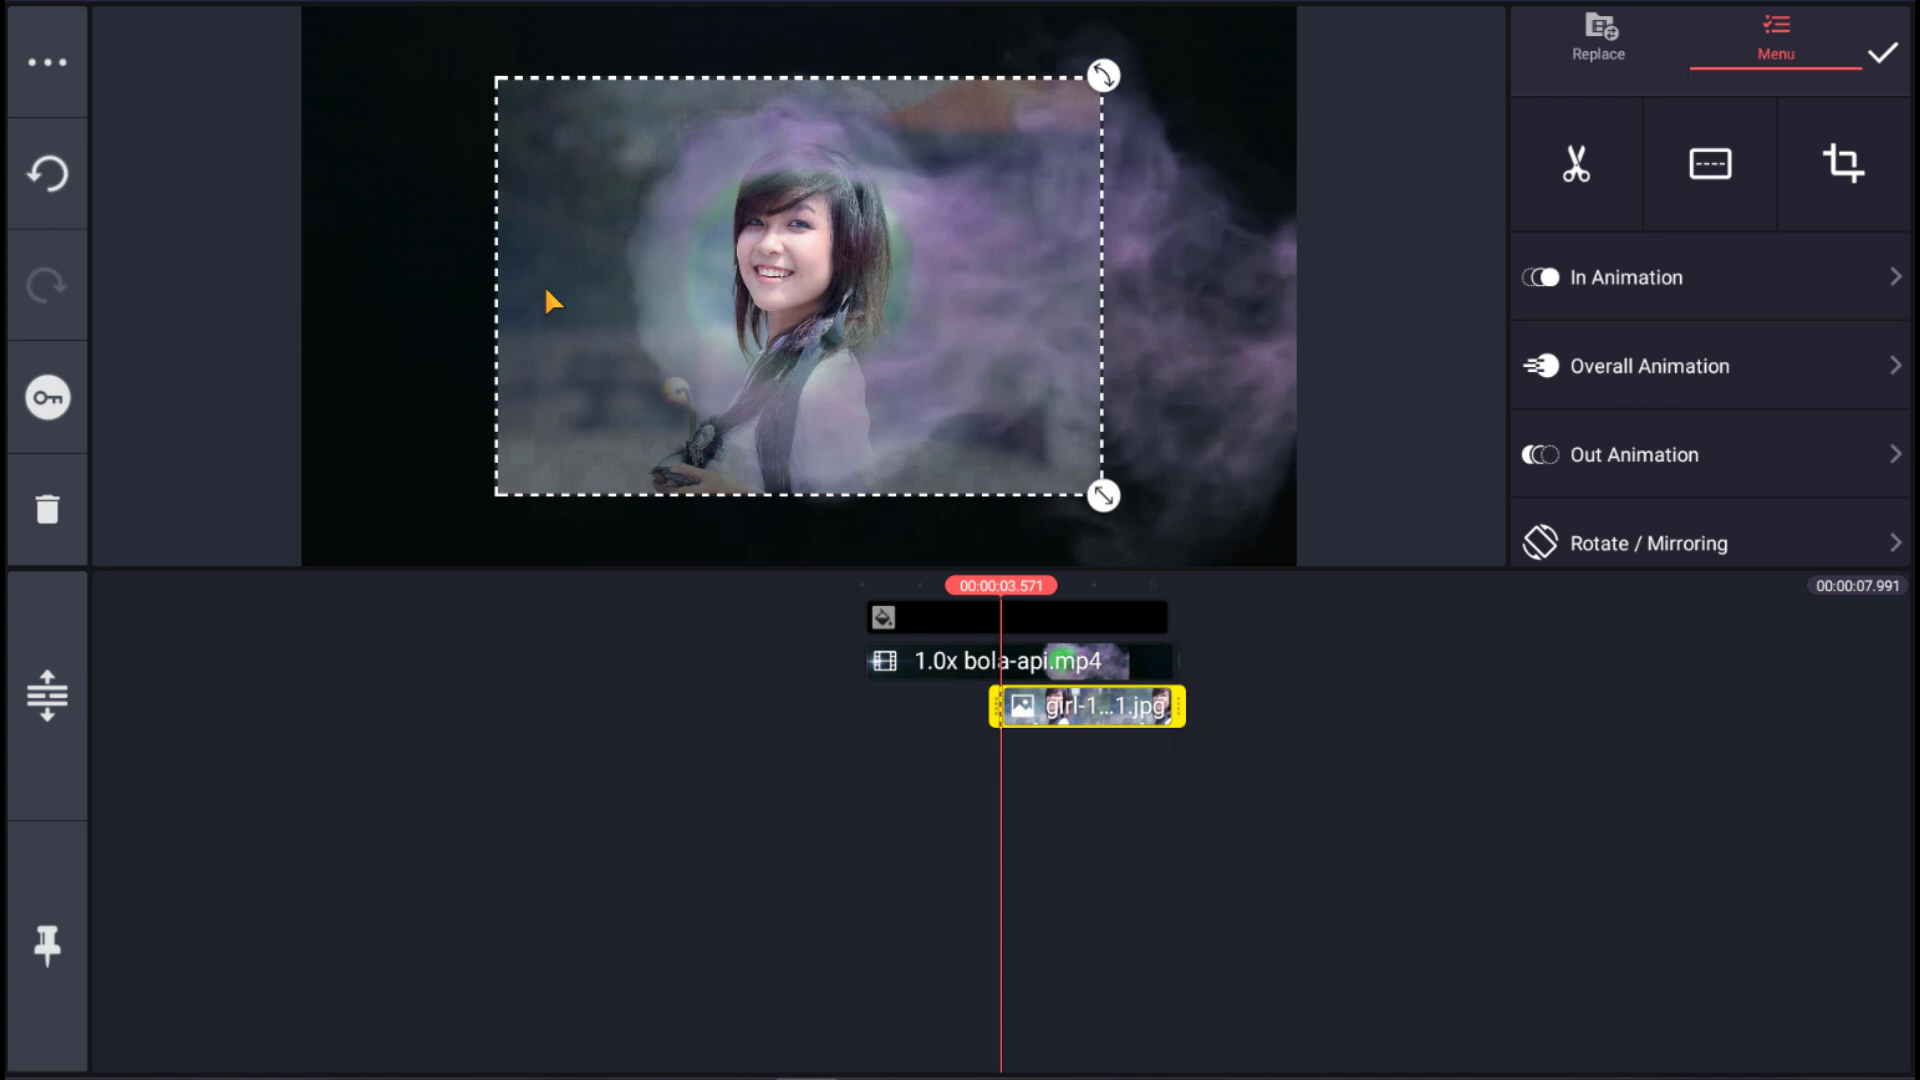 Replace
Menu
In Animation
Overall Animation
Out Animation
Rotate / Mirroring
00:00:03.571
00:00:07.991
1.0x bola-api.mp4
girl-1...1.jpg